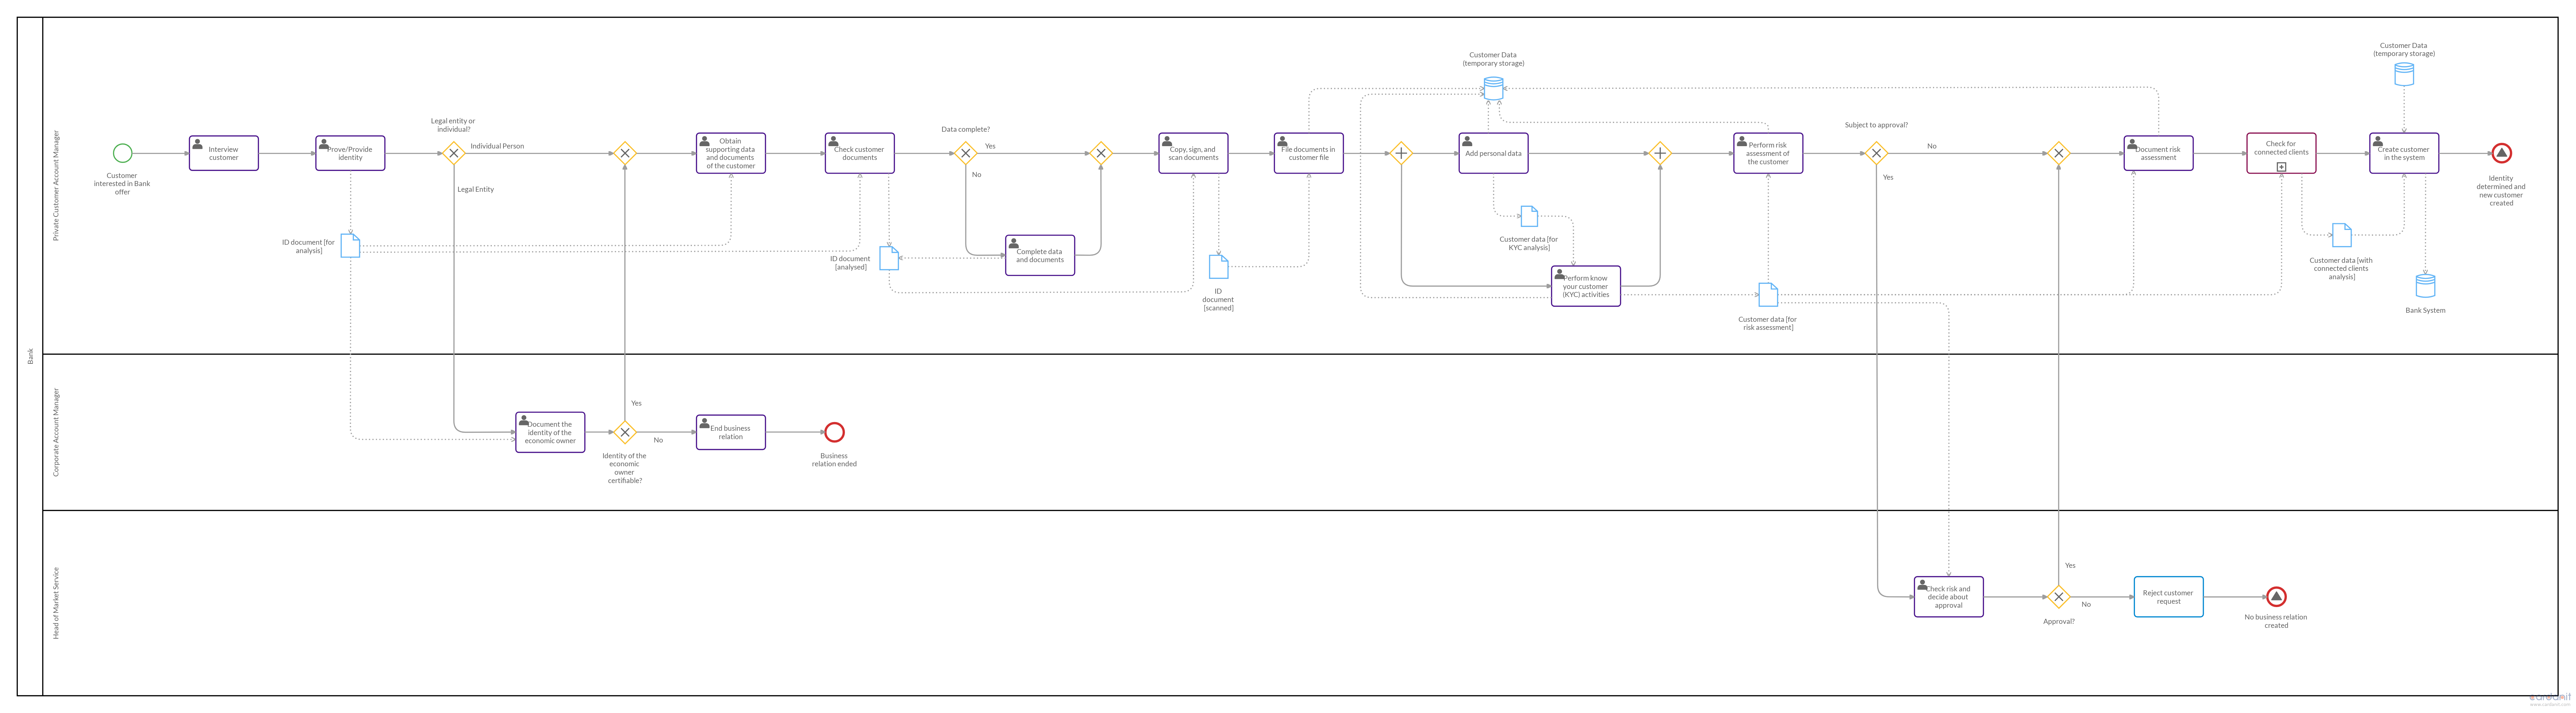 Bank
Private Customer Account Manager
Customer
interested in Bank
offer
Interview
customer
Prove/Provide
identity
ID document [for
analysis]
Legal entity or
individual?
Individual Person
Legal Entity
Obtain
supporting data
and documents
of the customer
Check customer
documents
ID document
[analysed]
Data complete?
Yes
No
Complete data
and documents
Copy, sign, and
scan documents
ID
document
[scanned]
File documents in
customer file
Customer Data
(temporary storage)
Add personal data
Customer data [for
KYC analysis]
Perform know
your customer
(KYC) activities
Perform risk
assessment of
the customer
Customer data [for
risk assessment]
Subject to approval?
No
Yes
Document risk
assessment
Check for
connected clients
Customer data [with
connected clients
analysis]
Customer Data
(temporary storage)
Create customer
in the system
Bank System
Identity
determined and
new customer
created
Corporate Account Manager
Document the
identity of the
economic owner
Yes
No
Identity of the
economic
owner
certifiable?
End business
relation
Business
relation ended
Head of Market Service
Check risk and
decide about
approval
Yes
No
Approval?
Reject customer
request
No business relation
created
cardanit
www.cardanit.com